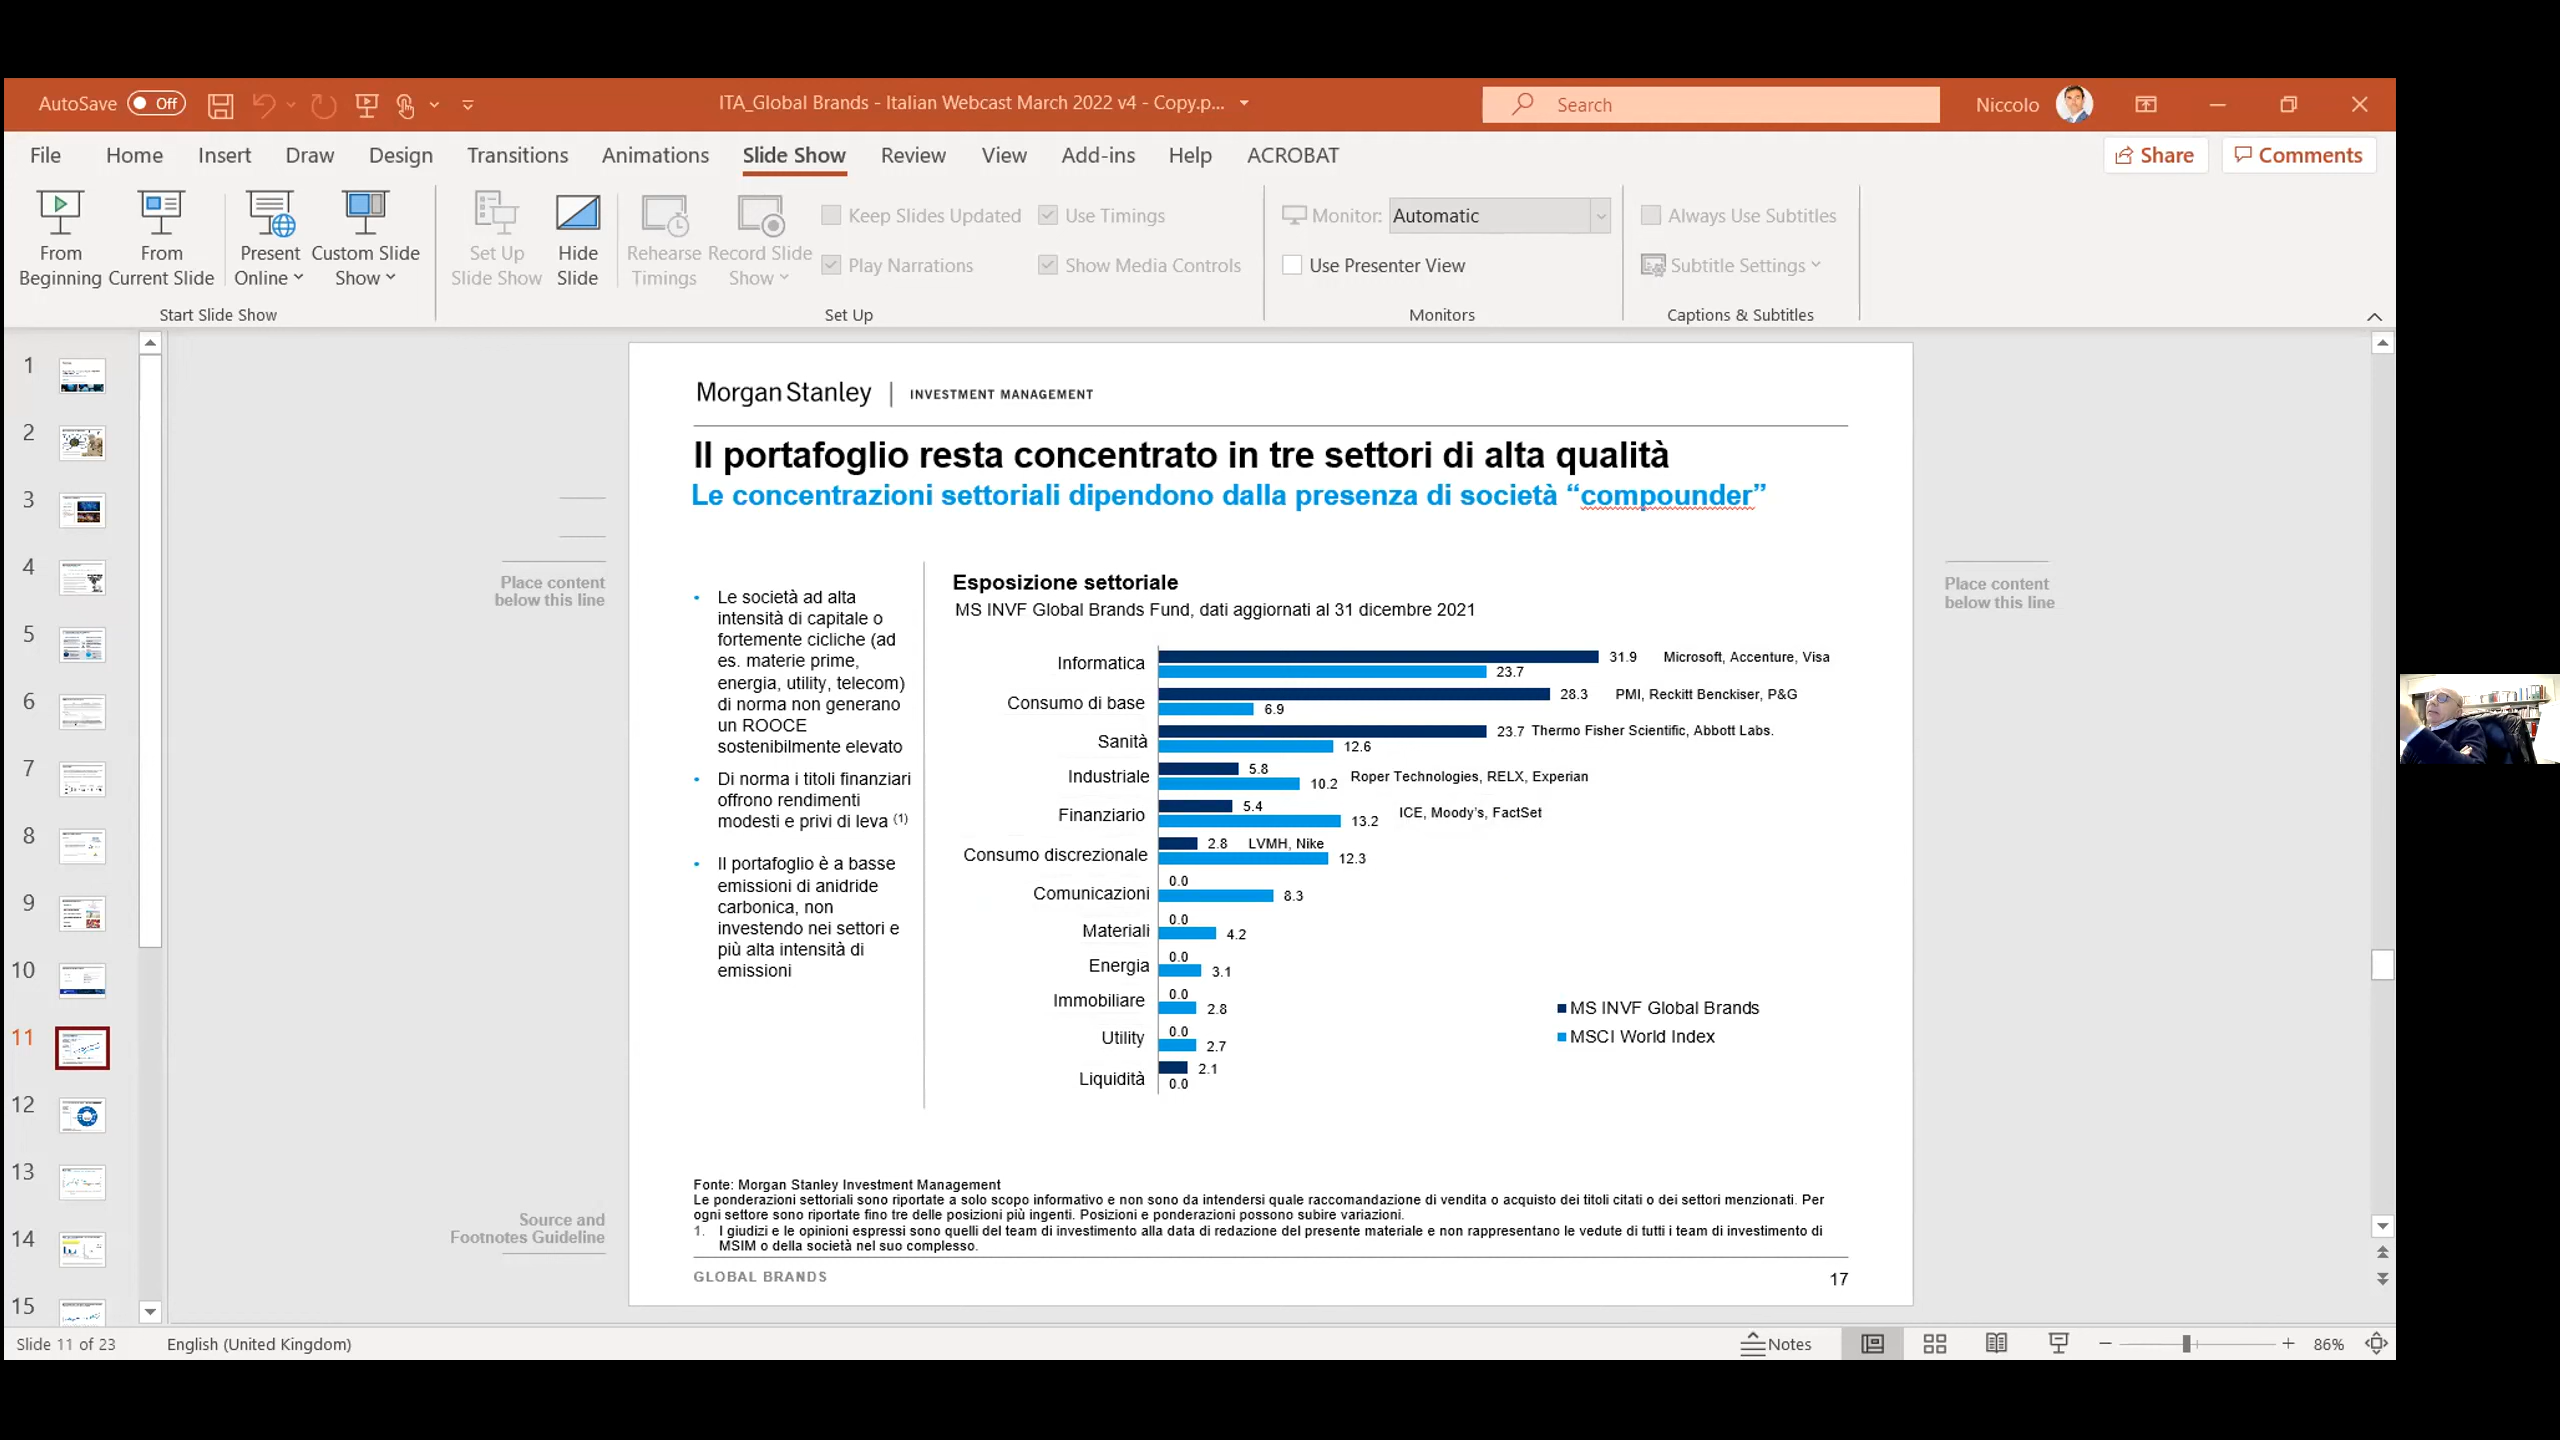 AutoSave Off
ITA_Global Brands - Italian Webcast March 2022 v4 - Copy.p...
Search
Niccolo
File Home Insert Draw Design Transitions Animations Slide Show Review View Add-ins Help ACROBAT
Share Comments
From Beginning
From Current Slide
Present Online
Custom Slide Show
Start Slide Show
Set Up Slide Show
Hide Slide
Rehearse Timings
Record Slide Show
Keep Slides Updated
Play Narrations
Use Timings
Show Media Controls
Set Up
Monitor: Automatic
Use Presenter View
Monitors
Always Use Subtitles
Subtitle Settings
Captions & Subtitles
1
2
3
4
5
6
7
8
9
10
11
12
13
14
15
Place content
below this line
Source and
Footnotes Guideline
Morgan Stanley | INVESTMENT MANAGEMENT
Il portafoglio resta concentrato in tre settori di alta qualità
Le concentrazioni settoriali dipendono dalla presenza di società “compounder”
• Le società ad alta
intensità di capitale o
fortemente cicliche (ad
es. materie prime,
energia, utility, telecom)
di norma non generano
un ROOCE
sostenibilmente elevato
• Di norma i titoli finanziari
offrono rendimenti
modesti e privi di leva (1)
• Il portafoglio è a basse
emissioni di anidride
carbonica, non
investendo nei settori e
più alta intensità di
emissioni
Esposizione settoriale
MS INVF Global Brands Fund, dati aggiornati al 31 dicembre 2021
Informatica 31.9 Microsoft, Accenture, Visa
23.7
Consumo di base 28.3 PMI, Reckitt Benckiser, P&G
6.9
Sanità 23.7 Thermo Fisher Scientific, Abbott Labs.
12.6
Industriale 5.8
10.2 Roper Technologies, RELX, Experian
Finanziario 5.4
13.2 ICE, Moody’s, FactSet
Consumo discrezionale 2.8 LVMH, Nike
12.3
Comunicazioni 0.0
8.3
Materiali 0.0
4.2
Energia 0.0
3.1
Immobiliare 0.0
2.8
Utility 0.0
2.7
Liquidità 2.1
0.0
MS INVF Global Brands
MSCI World Index
Place content
below this line
Fonte: Morgan Stanley Investment Management
Le ponderazioni settoriali sono riportate a solo scopo informativo e non sono da intendersi quale raccomandazione di vendita o acquisto dei titoli citati o dei settori menzionati. Per
ogni settore sono riportate fino tre delle posizioni più ingenti. Posizioni e ponderazioni possono subire variazioni.
1. I giudizi e le opinioni espressi sono quelli del team di investimento alla data di redazione del presente materiale e non rappresentano le vedute di tutti i team di investimento di
MSIM o della società nel suo complesso.
GLOBAL BRANDS
17
Slide 11 of 23 English (United Kingdom) Notes 86%